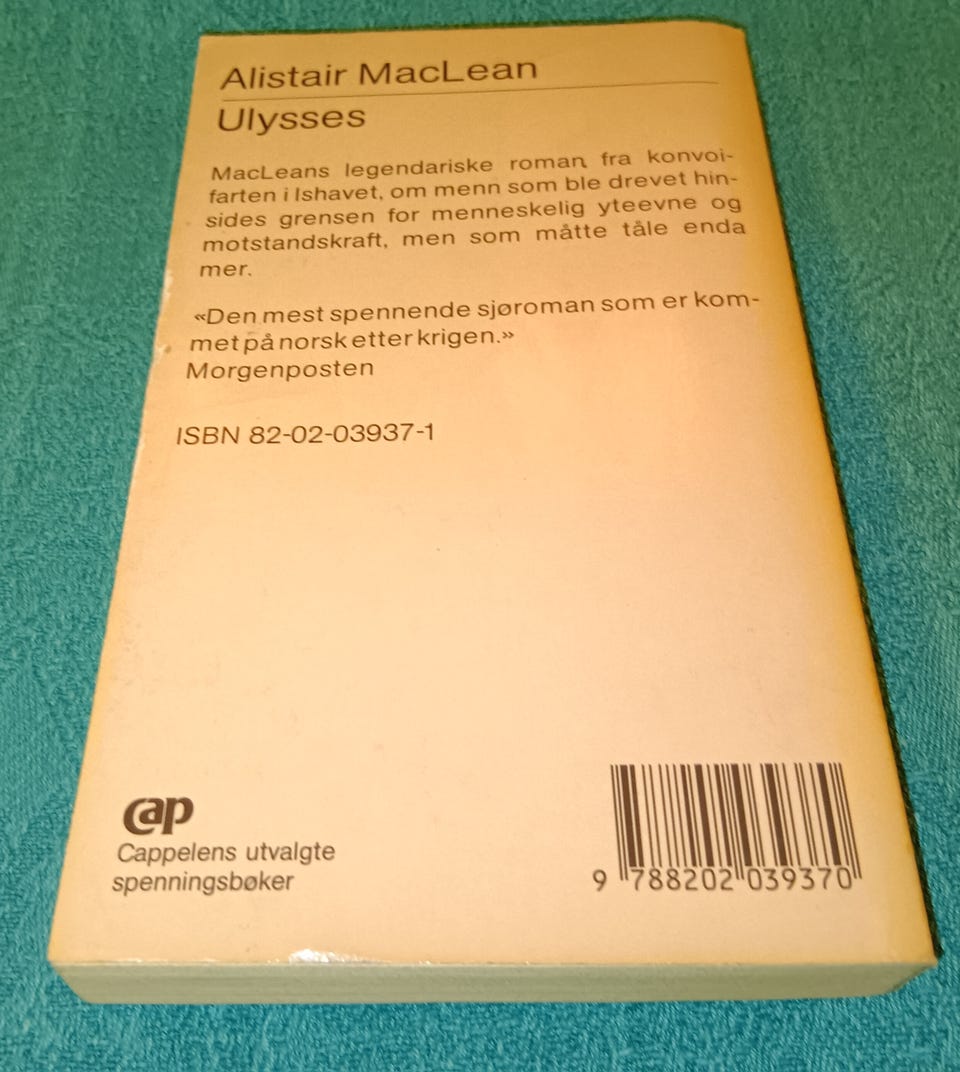 Alistair MacLean
Ulysses
MacLeans legendariske roman fra konvoi-
farten i Ishavet, om menn som ble drevet hin-
sides grensen for menneskelig yteevne og
motstandskraft, men som måtte tåle enda
mer.
«Den mest spennende sjøroman som er kom-
met på norsk etter krigen.»
Morgenposten
ISBN 82-02-03937-1
cap
Cappelens utvalgte
spenningsbøker
9 788202 039370